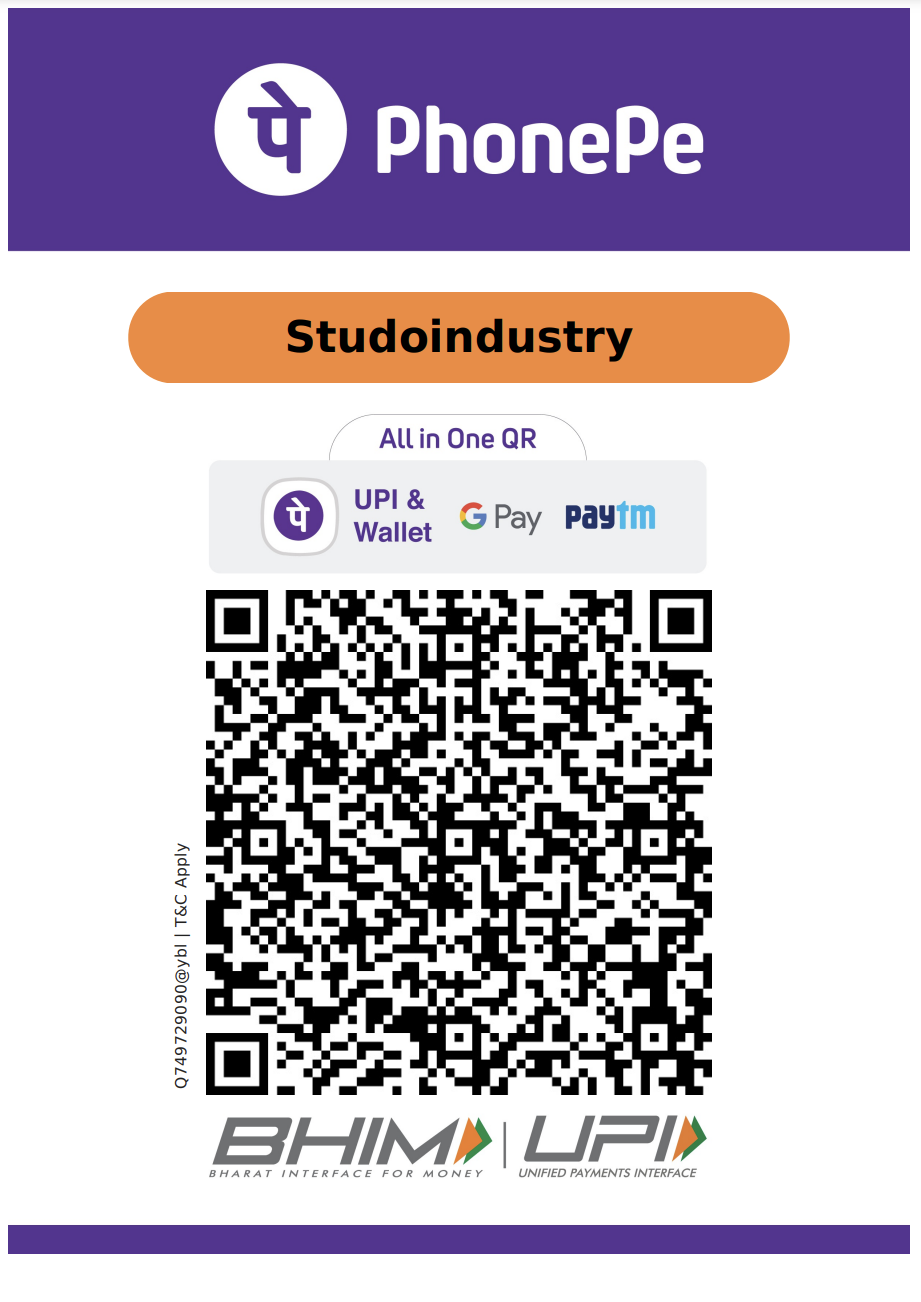 पे PhonePe
Studoindustry
All in One QR
पे UPI &
Wallet
G Pay
paytm
Q749729090@ybl | T&C Apply
BHIM
BHARAT INTERFACE FOR MONEY
UPI
UNIFIED PAYMENTS INTERFACE